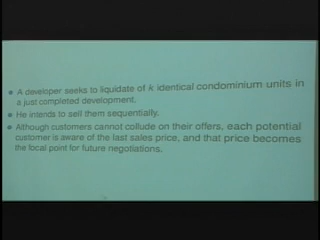 A developer seeks to liquidate of k identical condominium units in
a just completed development.
He intends to sell them sequentially.
Although customers cannot collude on their offers, each potential
customer is aware of the last sales price, and that price becomes
the local point for future negotiations.